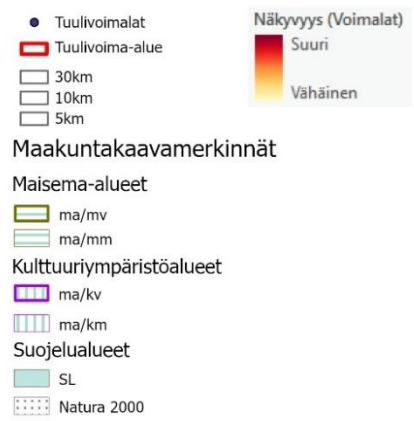 Tuulivoimalat
Tuulivoima-alue
30km
10km
5km
Näkyvyys (Voimalat)
Suuri
Vähäinen
Maakuntakaavamerkinnät
Maisema-alueet
ma/mv
ma/mm
Kulttuuriympäristöalueet
ma/kv
ma/km
Suojelualueet
SL
Natura 2000